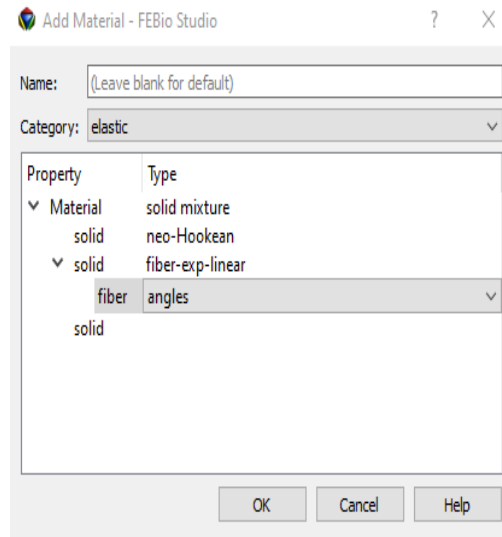 Add Material - FEBio Studio ? X
Name: (Leave blank for default)
Category: elastic
Property Type
Material solid mixture
solid neo-Hookean
solid fiber-exp-linear
fiber angles
solid
OK Cancel Help